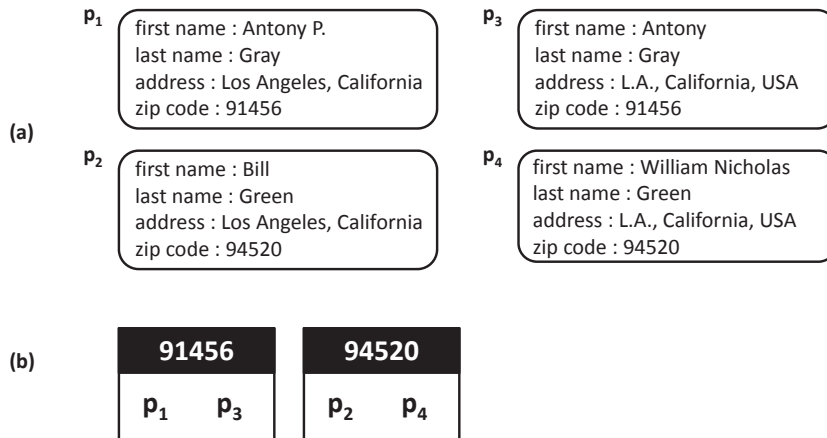 (a)
p1
first name : Antony P.
last name : Gray
address : Los Angeles, California
zip code : 91456
p3
first name : Antony
last name : Gray
address : L.A., California, USA
zip code : 91456
p2
first name : Bill
last name : Green
address : Los Angeles, California
zip code : 94520
p4
first name : William Nicholas
last name : Green
address : L.A., California, USA
zip code : 94520
(b)
91456
p1 p3
94520
p2 p4